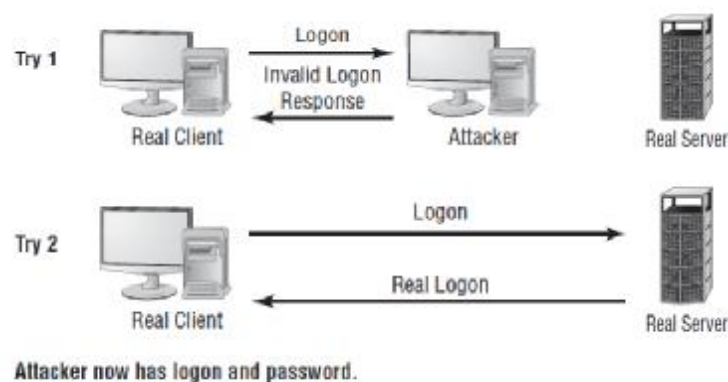 Logon
Try 1
Invalid Logon
Response
Real Client
Attacker
Real Server
Logon
Try 2
Real Logon
Real Client
Real Server
Attacker now has logon and password.